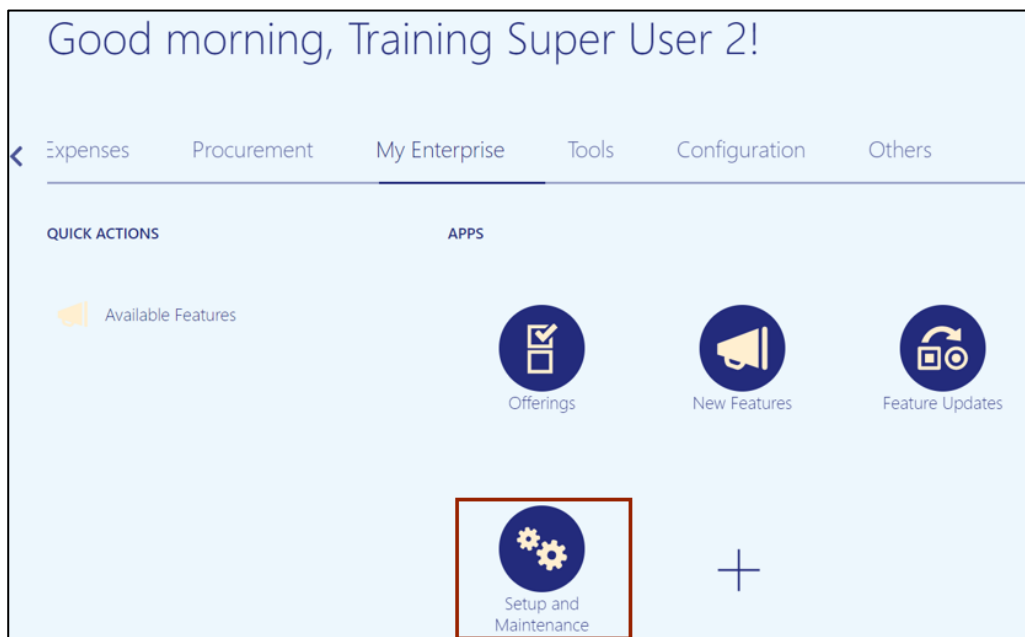 Good morning, Training Super User 2!
Expenses Procurement My Enterprise Tools Configuration Others
QUICK ACTIONS APPS
Available Features
Offerings New Features Feature Updates
Setup and
Maintenance